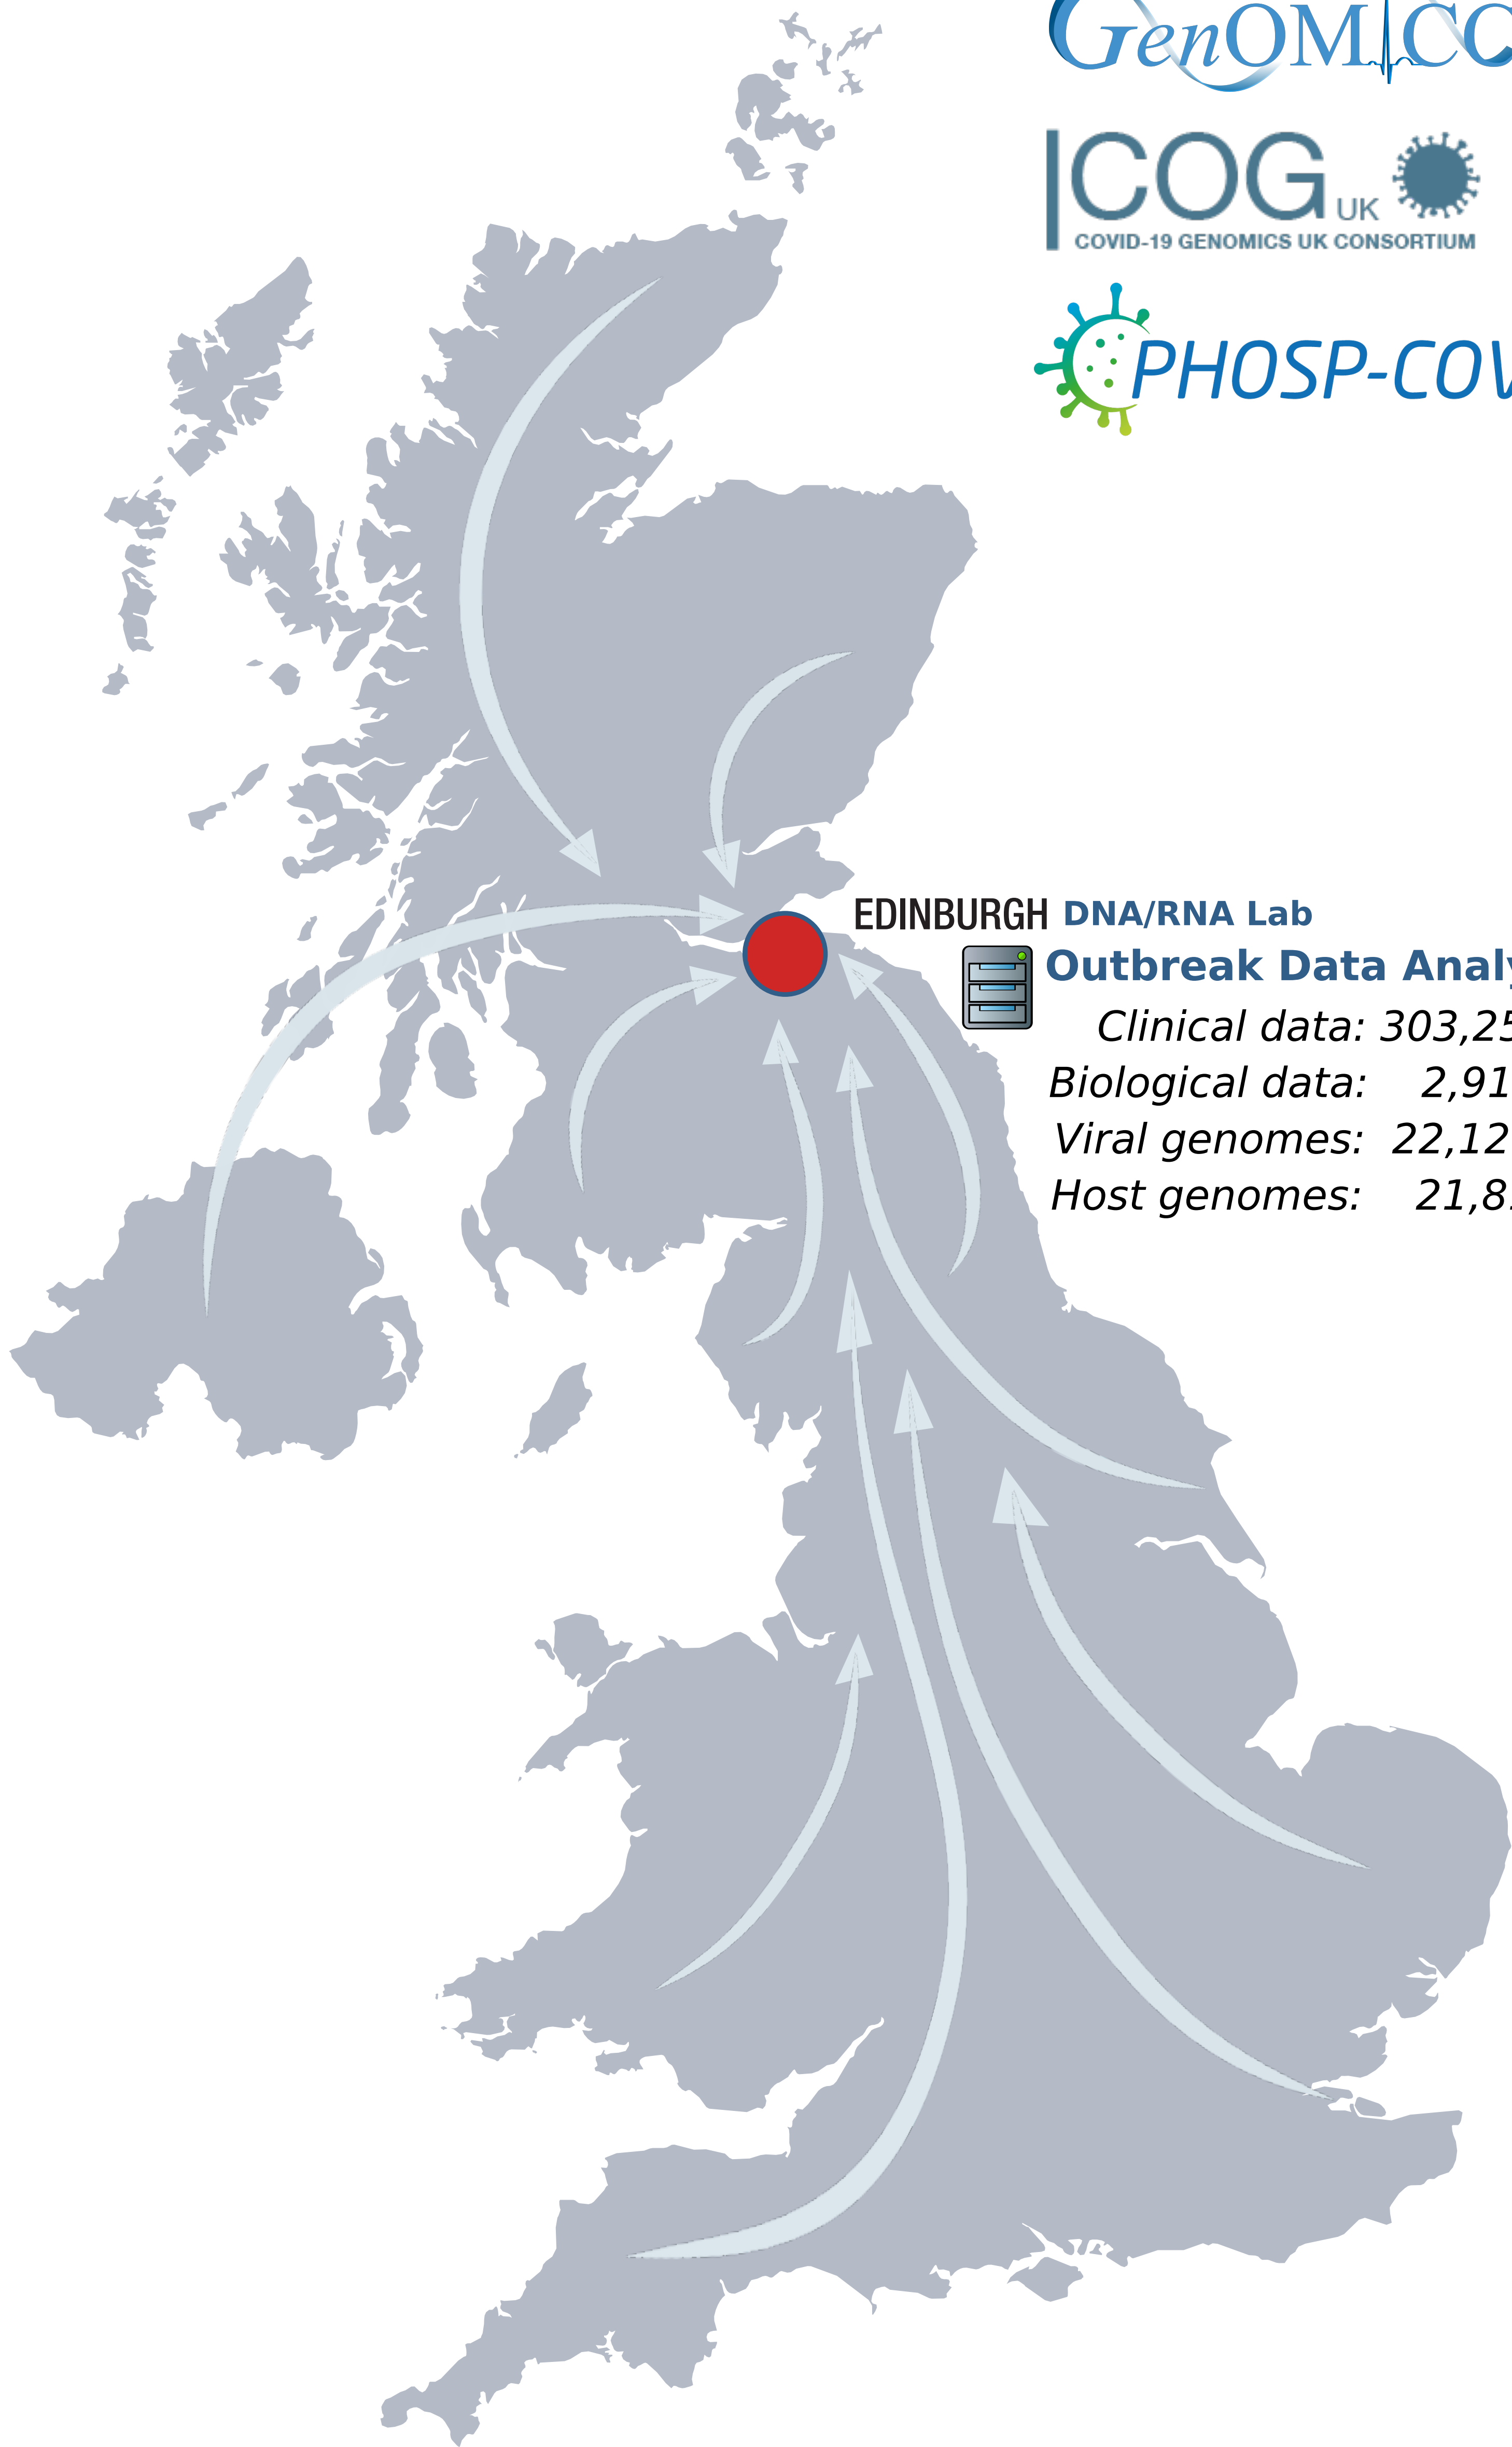 GenOMICC
COG UK
COVID-19 GENOMICS UK CONSORTIUM
PHOSP-COV
EDINBURGH DNA/RNA Lab
Outbreak Data Analy
Clinical data: 303,25
Biological data: 2,91
Viral genomes: 22,12
Host genomes: 21,8